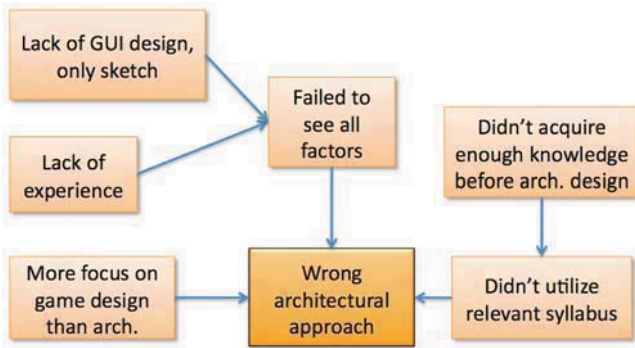 Lack of GUI design,
only sketch
Failed to
see all
factors
Didn’t acquire
enough knowledge
before arch. design
Lack of
experience
More focus on
game design
than arch.
Wrong
architectural
approach
Didn’t utilize
relevant syllabus